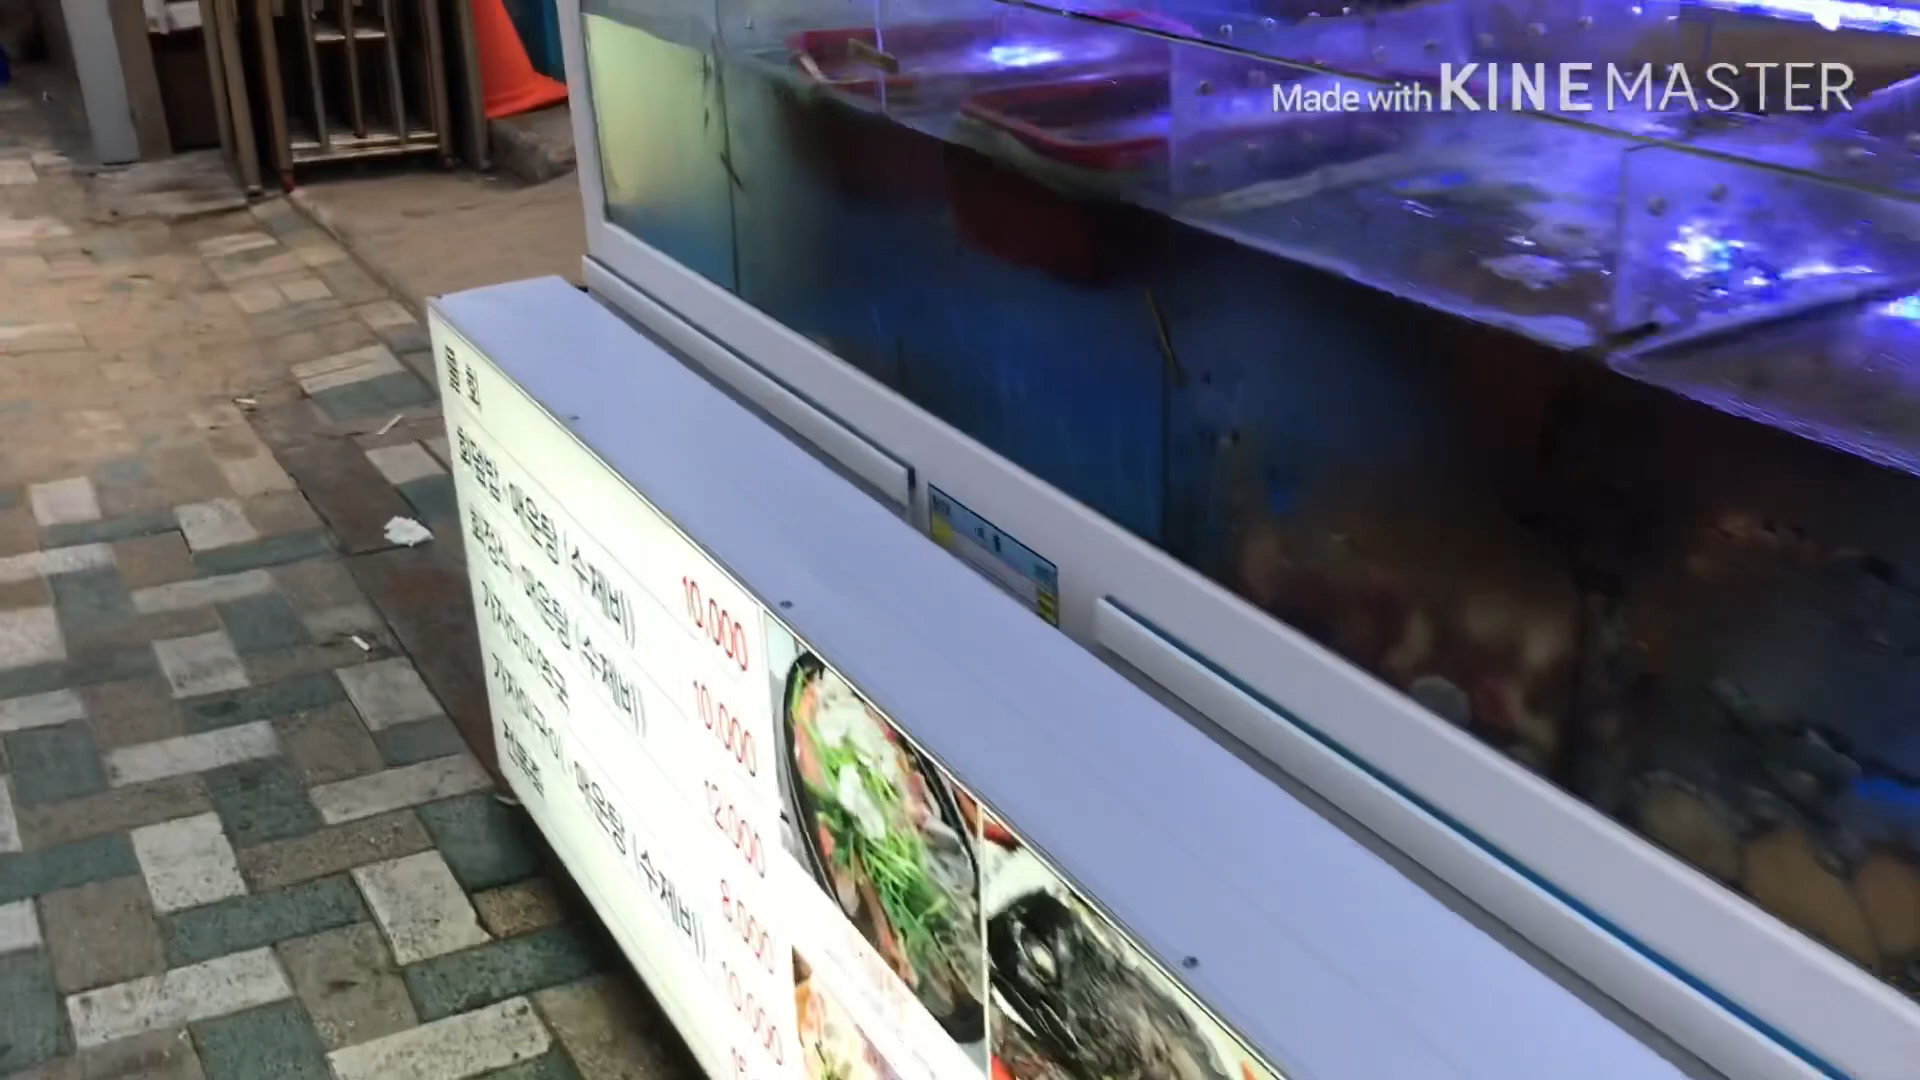 Made with KINEMASTER
물 회 10,000
회덮밥 · 매운탕 (수제비) 10,000
회정식 · 매운탕 (수제비) 12,000
가자미미역국 8,000
가자미구이 · 매운탕 (수제비) 10,000
전복죽